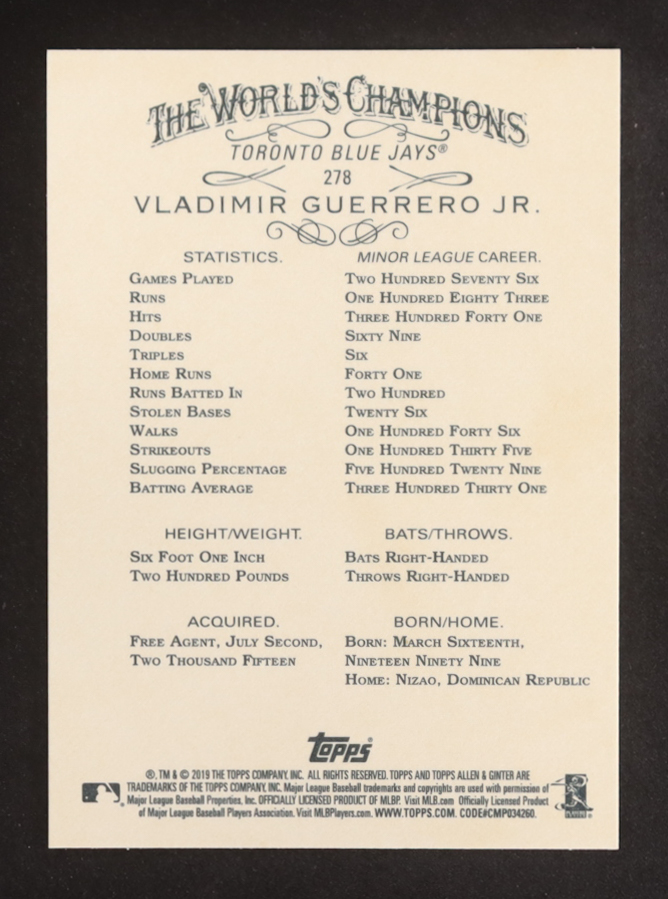 THE WORLD'S CHAMPIONS
TORONTO BLUE JAYS®
278
VLADIMIR GUERRERO JR.
STATISTICS. MINOR LEAGUE CAREER.
GAMES PLAYED TWO HUNDRED SEVENTY SIX
RUNS ONE HUNDRED EIGHTY THREE
HITS THREE HUNDRED FORTY ONE
DOUBLES SIXTY NINE
TRIPLES SIX
HOME RUNS FORTY ONE
RUNS BATTED IN TWO HUNDRED
STOLEN BASES TWENTY SIX
WALKS ONE HUNDRED FORTY SIX
STRIKEOUTS ONE HUNDRED THIRTY FIVE
SLUGGING PERCENTAGE FIVE HUNDRED TWENTY NINE
BATTING AVERAGE THREE HUNDRED THIRTY ONE
HEIGHT/WEIGHT. BATS/THROWS.
SIX FOOT ONE INCH BATS RIGHT-HANDED
TWO HUNDRED POUNDS THROWS RIGHT-HANDED
ACQUIRED. BORN/HOME.
FREE AGENT, JULY SECOND, BORN: MARCH SIXTEENTH,
TWO THOUSAND FIFTEEN NINETEEN NINETY NINE
HOME: NIZAO, DOMINICAN REPUBLIC
Topps®
®, TM & © 2019 THE TOPPS COMPANY, INC. ALL RIGHTS RESERVED. TOPPS AND TOPPS ALLEN & GINTER ARE
TRADEMARKS OF THE TOPPS COMPANY, INC. Major League Baseball trademarks and copyrights are used with permission of
Major League Baseball Properties, Inc. OFFICIALLY LICENSED PRODUCT OF MLBP. Visit MLB.com Officially Licensed Product
of Major League Baseball Players Association. Visit MLBPlayers.com. WWW.TOPPS.COM. CODE#CMP034260.